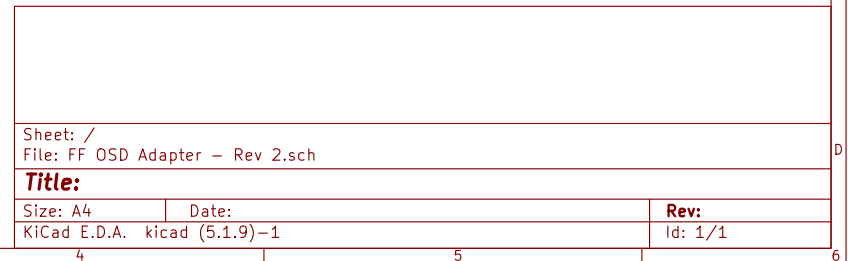 Sheet: /
File: FF OSD Adapter – Rev 2.sch
D
Title:
Size: A4 Date: Rev:
KiCad E.D.A. kicad (5.1.9)-1 Id: 1/1
4 5 6